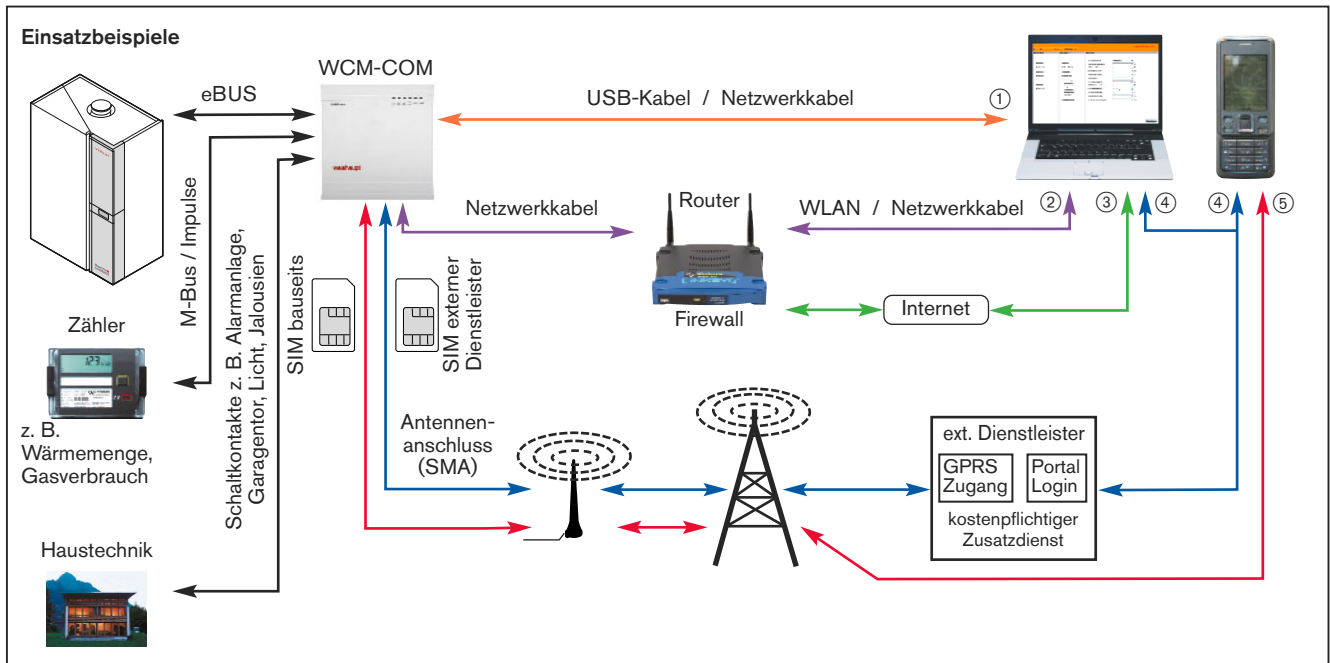 Einsatzbeispiele
WCM-COM
eBUS
USB-Kabel / Netzwerkkabel
①
M-Bus / Impulse
Schaltkontakte z. B. Alarmanlage,
Garagentor, Licht, Jalousien
Netzwerkkabel
Router
Firewall
WLAN / Netzwerkkabel
②
③
④
④
⑤
Internet
SIM bauseits
SIM externer
Dienstleister
Zähler
z. B.
Wärmemenge,
Gasverbrauch
Antennen-
anschluss
(SMA)
ext. Dienstleister
GPRS
Zugang
Portal
Login
kostenpflichtiger
Zusatzdienst
Haustechnik